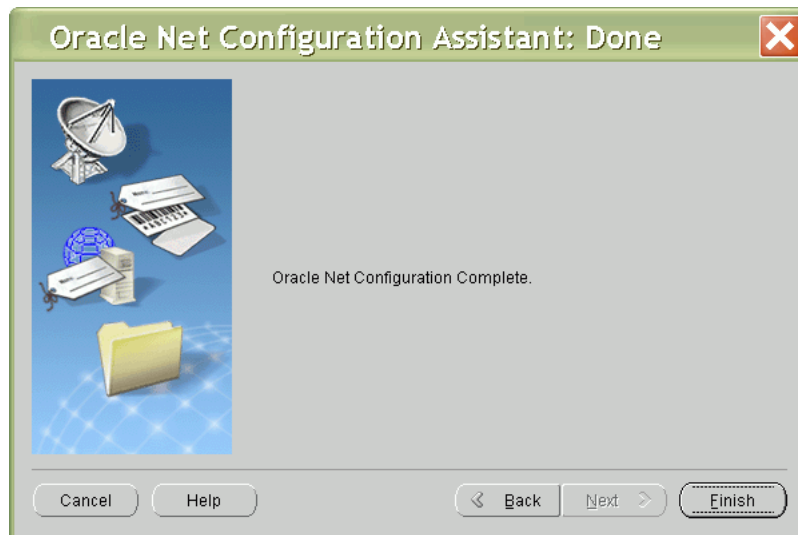 Oracle Net Configuration Assistant: Done
Oracle Net Configuration Complete.
Cancel
Help
Back
Next
Finish